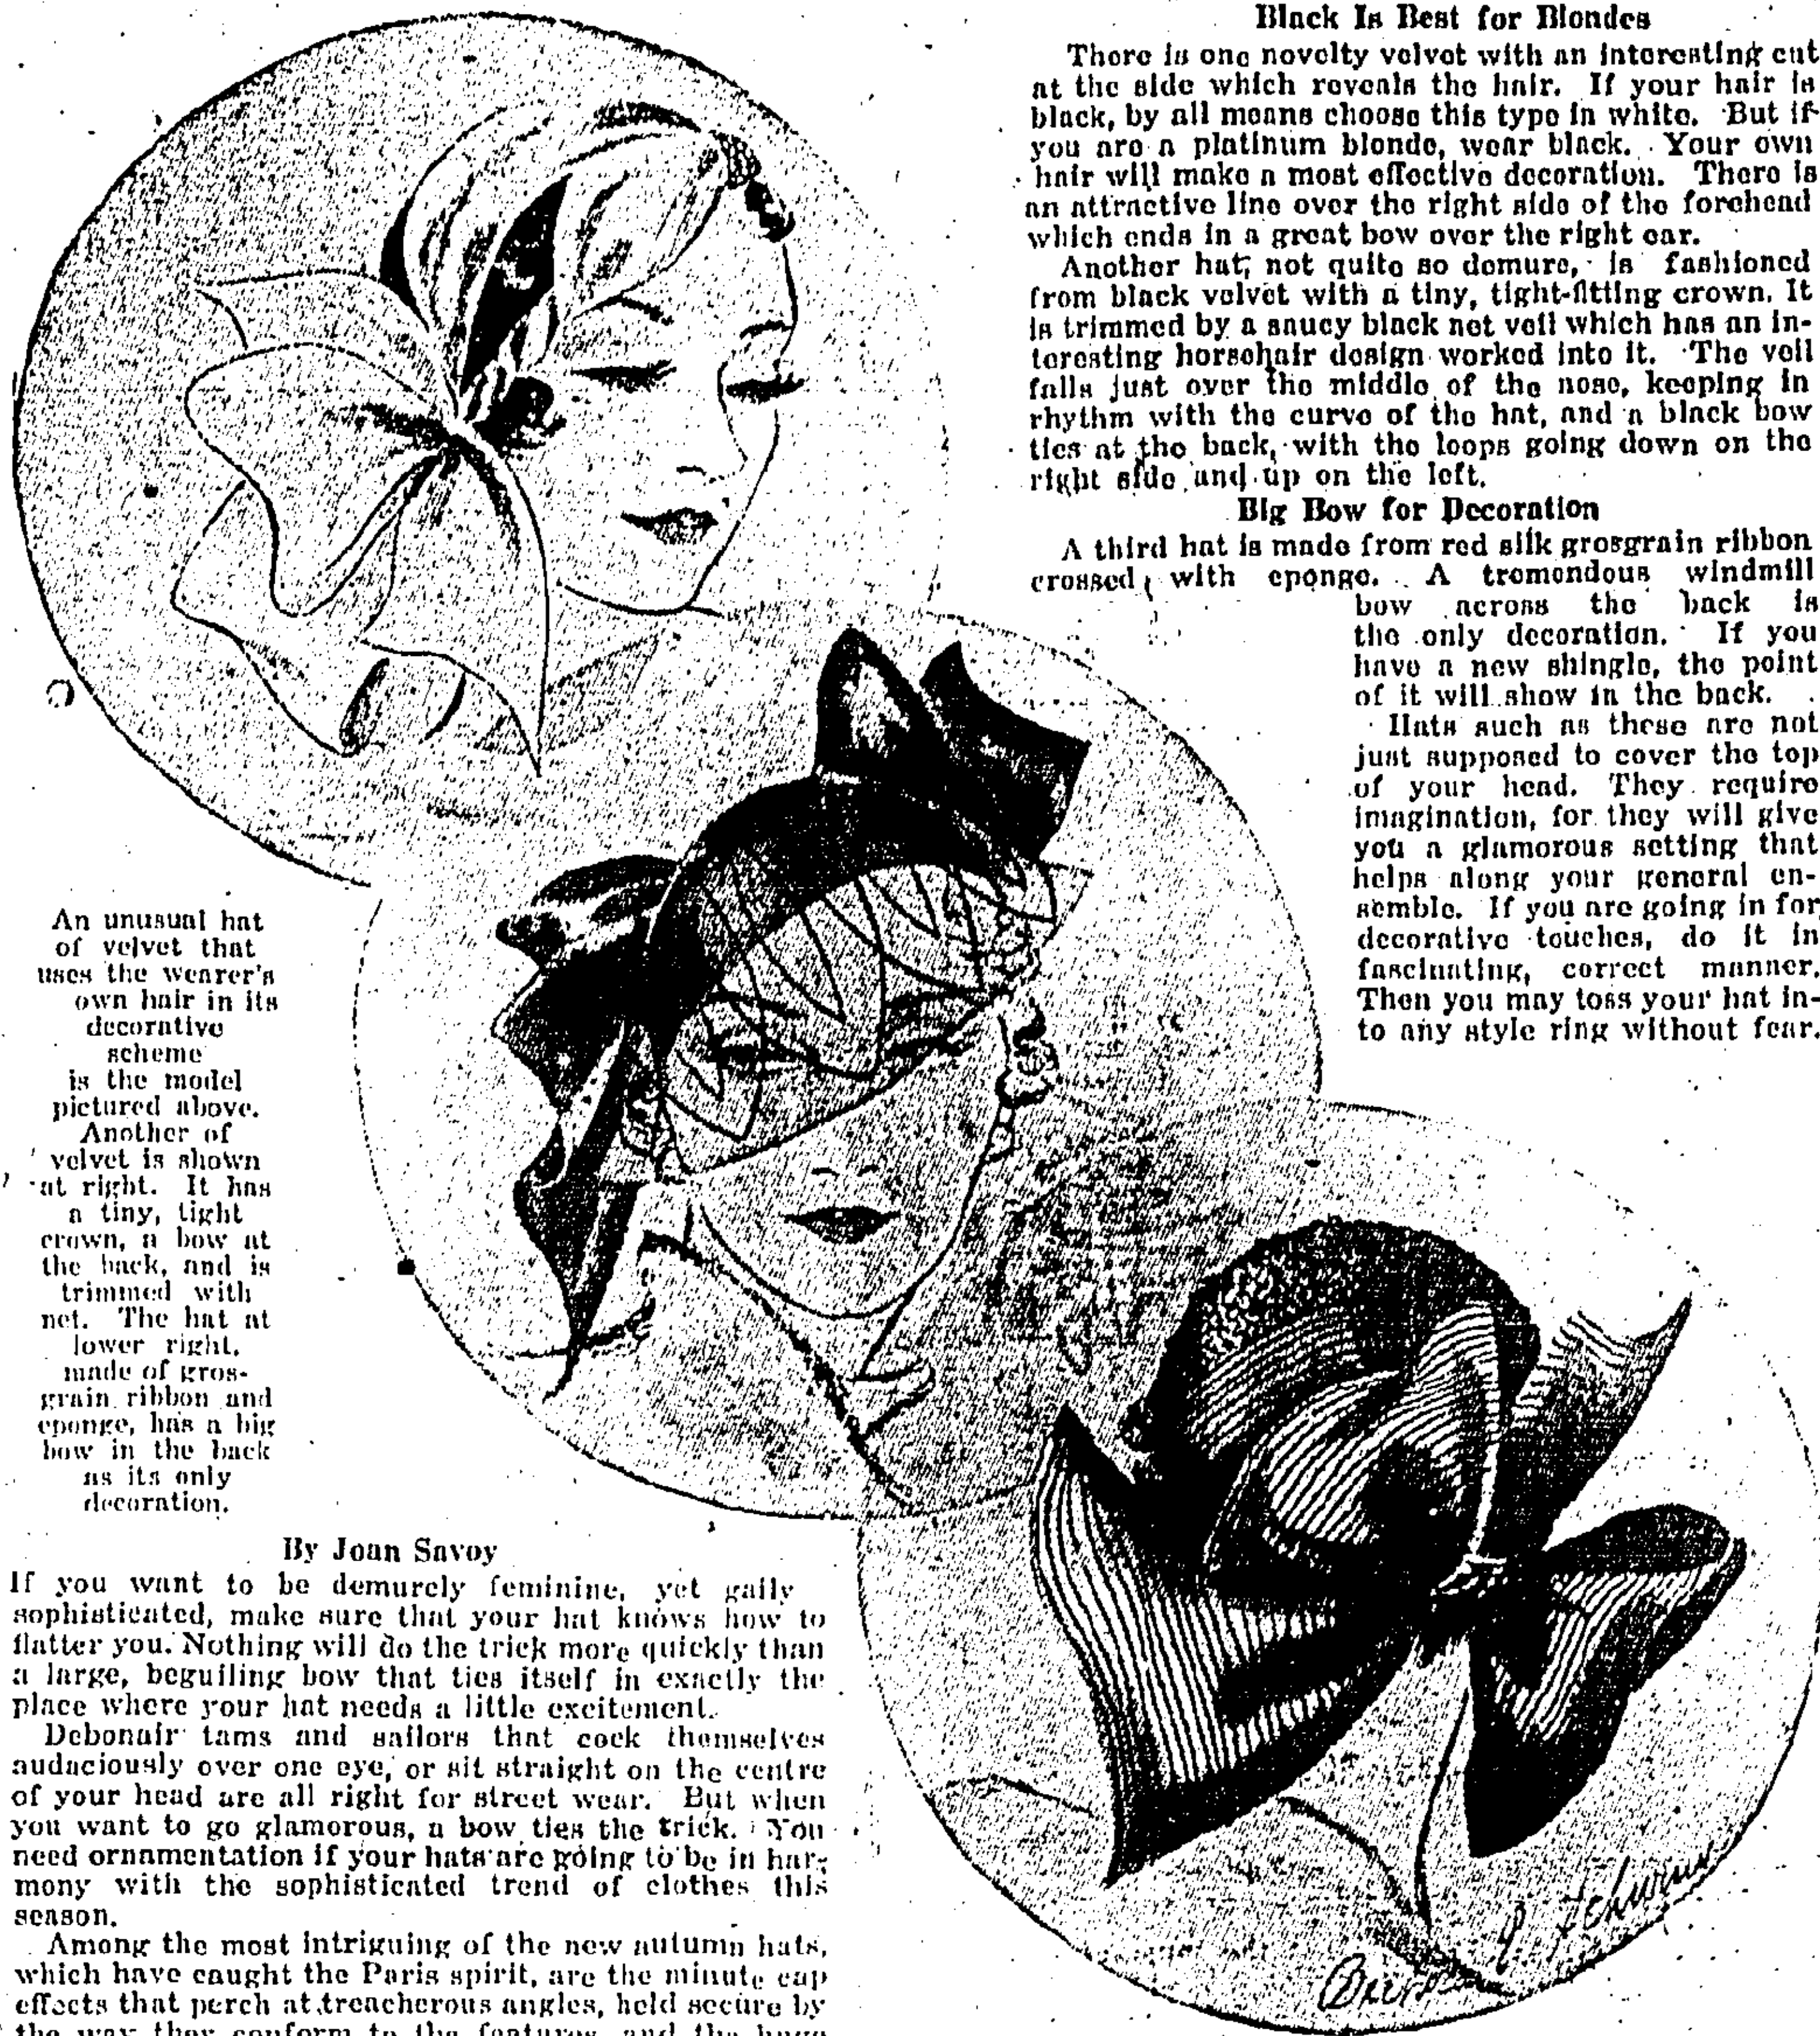 An unusual hat
of velvet that
uses the wearer's
own hair in its
decorative
scheme
is the model
pictured above.
Another of
velvet is shown
at right. It has
a tiny, tight
crown, a bow at
the back, and is
trimmed with
net. The hat at
lower right,
made of gros-
grain ribbon and
eponge, has a big
bow in the back
as its only
decoration.
By Joan Savoy
If you want to be demurely feminine, yet gaily
sophisticated, make sure that your hat knows how to
flatter you. Nothing will do the trick more quickly than
a large, beguiling bow that ties itself in exactly the
place where your hat needs a little excitement.
Debonair tams and sailors that cock themselves
audaciously over one eye, or sit straight on the centre
of your head are all right for street wear. But when
you want to go glamorous, a bow ties the trick. You
need ornamentation if your hats are going to be in har-
mony with the sophisticated trend of clothes this
season.
Among the most intriguing of the new autumn hats,
which have caught the Paris spirit, are the minute cap
effects that perch at treacherous angles, held secure by
the way they conform to the features, and the huge
Black Is Best for Blondes
There is one novelty velvet with an interesting cut
at the side which reveals the hair. If your hair is
black, by all means choose this type in white. But if
you are a platinum blonde, wear black. Your own
hair will make a most effective decoration. There is
an attractive line over the right side of the forehead
which ends in a great bow over the right ear.
Another hat, not quite so demure, is fashioned
from black velvet with a tiny, tight-fitting crown. It
is trimmed by a saucy black net veil which has an in-
teresting horsehair design worked into it. The veil
falls just over the middle of the nose, keeping in
rhythm with the curve of the hat, and a black bow
ties at the back, with the loops going down on the
right side and up on the left.
Big Bow for Decoration
A third hat is made from red silk grosgrain ribbon
crossed with eponge. A tremendous windmill
bow across the back is
the only decoration. If you
have a new shingle, the point
of it will show in the back.
Hats such as these are not
just supposed to cover the top
of your head. They require
imagination, for they will give
you a glamorous setting that
helps along your general en-
semble. If you are going in for
decorative touches, do it in
fascinating, correct manner.
Then you may toss your hat in-
to any style ring without fear.